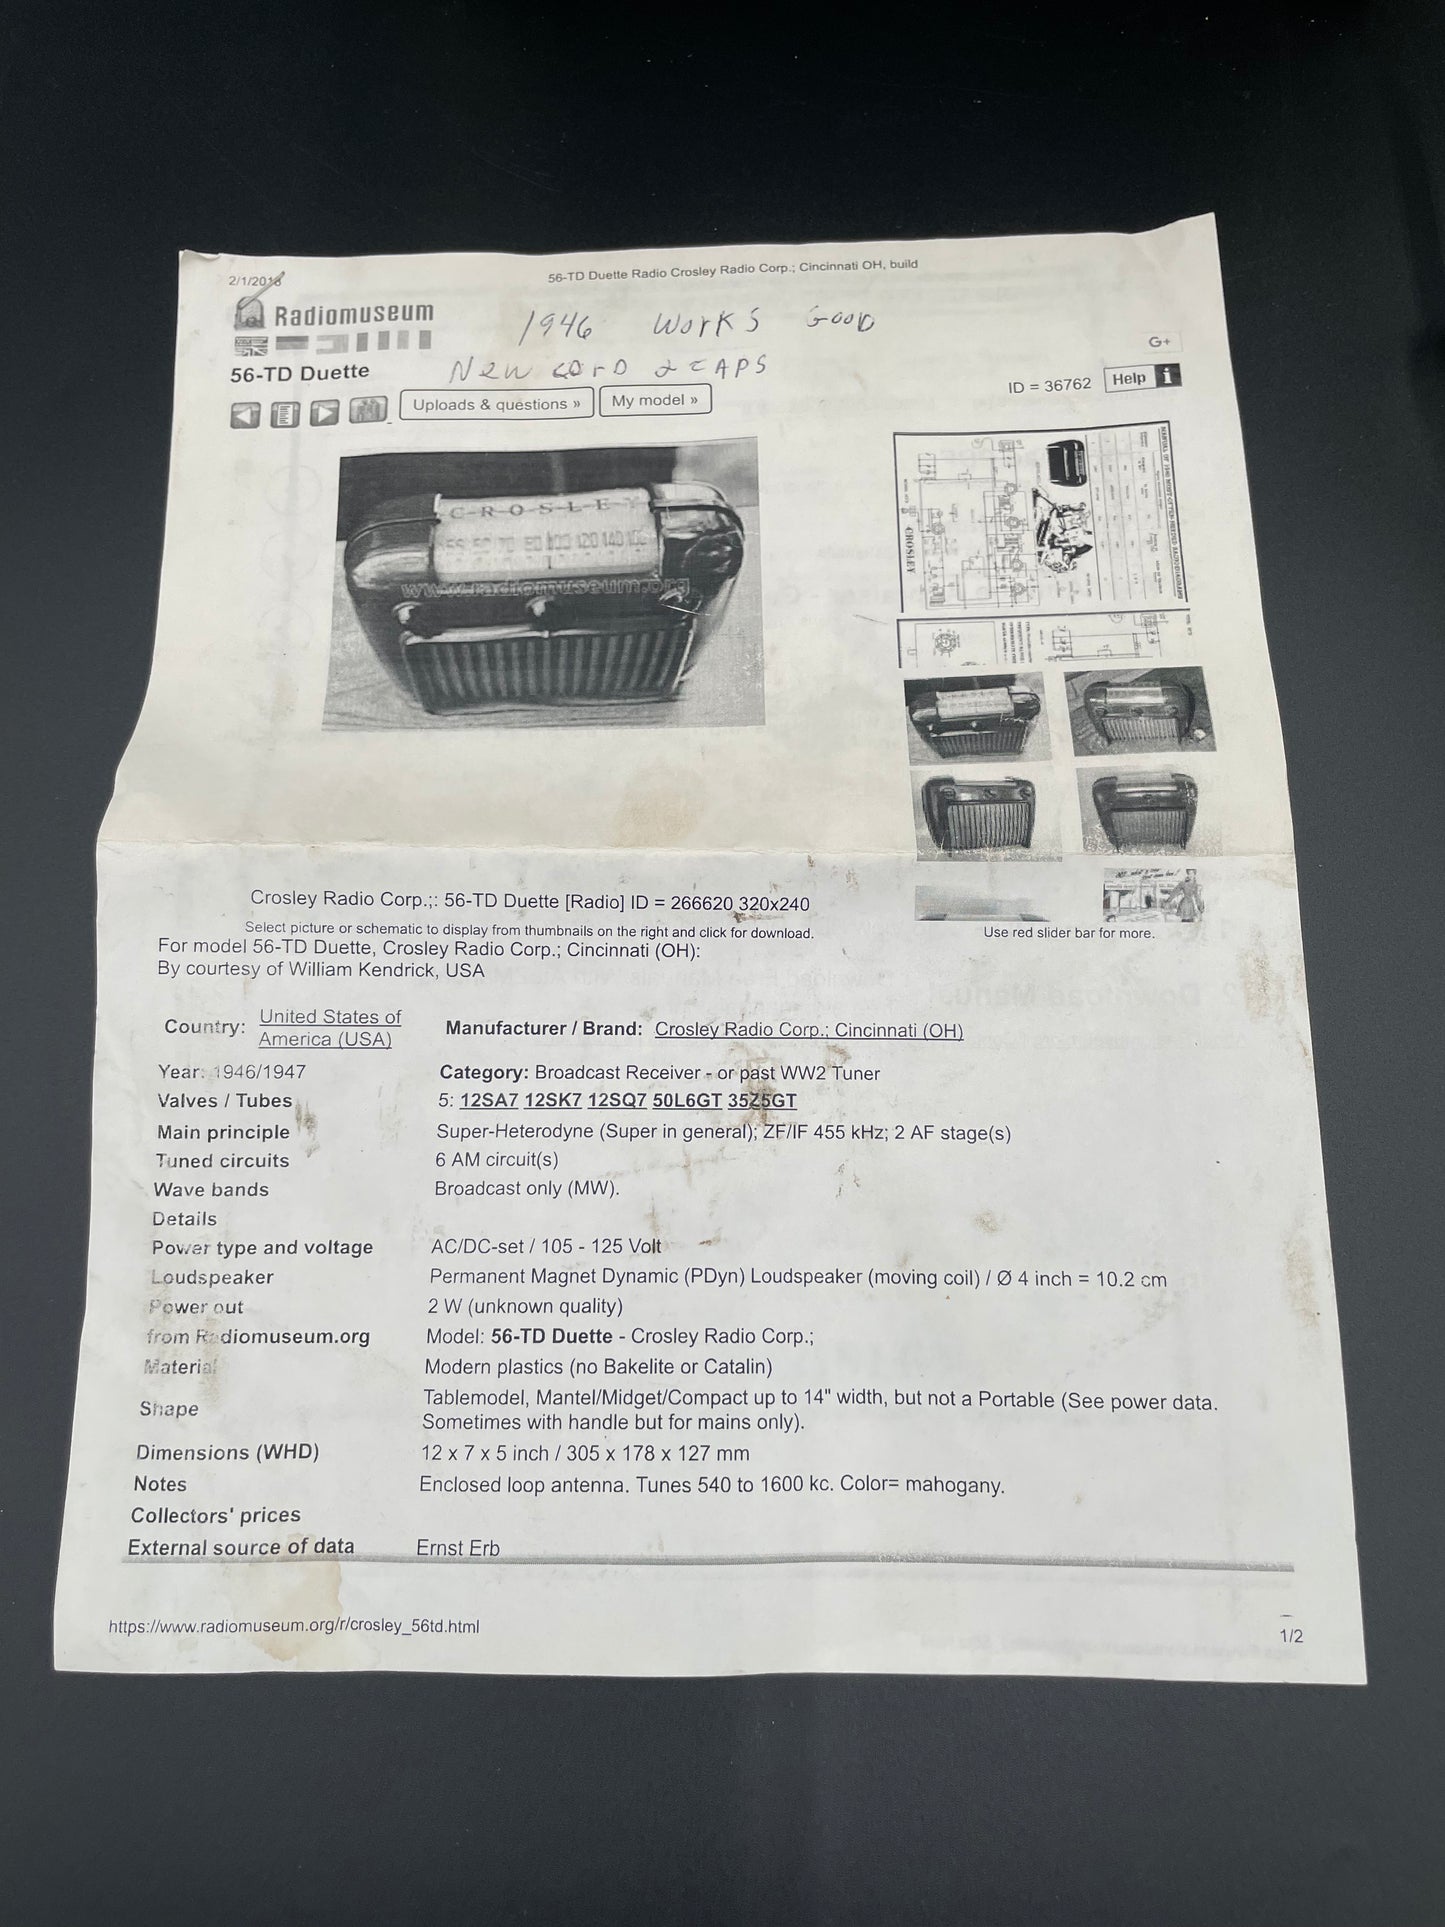 2/1/2018
56-TD Duette Radio Crosley Radio Corp.; Cincinnati OH, build
Radiomuseum
1946 WorkS GooD
G+
56-TD Duette
New corD 2 CAPS
ID = 36762
Help i
Uploads & questions »
My model »
CROSLEY
www.radiomuseum.org
CROSLEY
Crosley Radio Corp.;: 56-TD Duette [Radio] ID = 266620 320x240
Select picture or schematic to display from thumbnails on the right and click for download.
Use red slider bar for more.
For model 56-TD Duette, Crosley Radio Corp.; Cincinnati (OH):
By courtesy of William Kendrick, USA
Country: United States of
America (USA)
Manufacturer / Brand: Crosley Radio Corp.; Cincinnati (OH)
Year: 1946/1947
Category: Broadcast Receiver - or past WW2 Tuner
Valves / Tubes 5: 12SA7 12SK7 12SQ7 50L6GT 35Z5GT
Main principle Super-Heterodyne (Super in general); ZF/IF 455 kHz; 2 AF stage(s)
Tuned circuits 6 AM circuit(s)
Wave bands Broadcast only (MW).
Details
Power type and voltage AC/DC-set / 105 - 125 Volt
Loudspeaker Permanent Magnet Dynamic (PDyn) Loudspeaker (moving coil) / Ø 4 inch = 10.2 cm
Power out 2 W (unknown quality)
from Radiomuseum.org Model: 56-TD Duette - Crosley Radio Corp.;
Material Modern plastics (no Bakelite or Catalin)
Shape Tablemodel, Mantel/Midget/Compact up to 14" width, but not a Portable (See power data.
Sometimes with handle but for mains only).
Dimensions (WHD) 12 x 7 x 5 inch / 305 x 178 x 127 mm
Notes Enclosed loop antenna. Tunes 540 to 1600 kc. Color= mahogany.
Collectors' prices
External source of data Ernst Erb
https://www.radiomuseum.org/r/crosley_56td.html
1/2